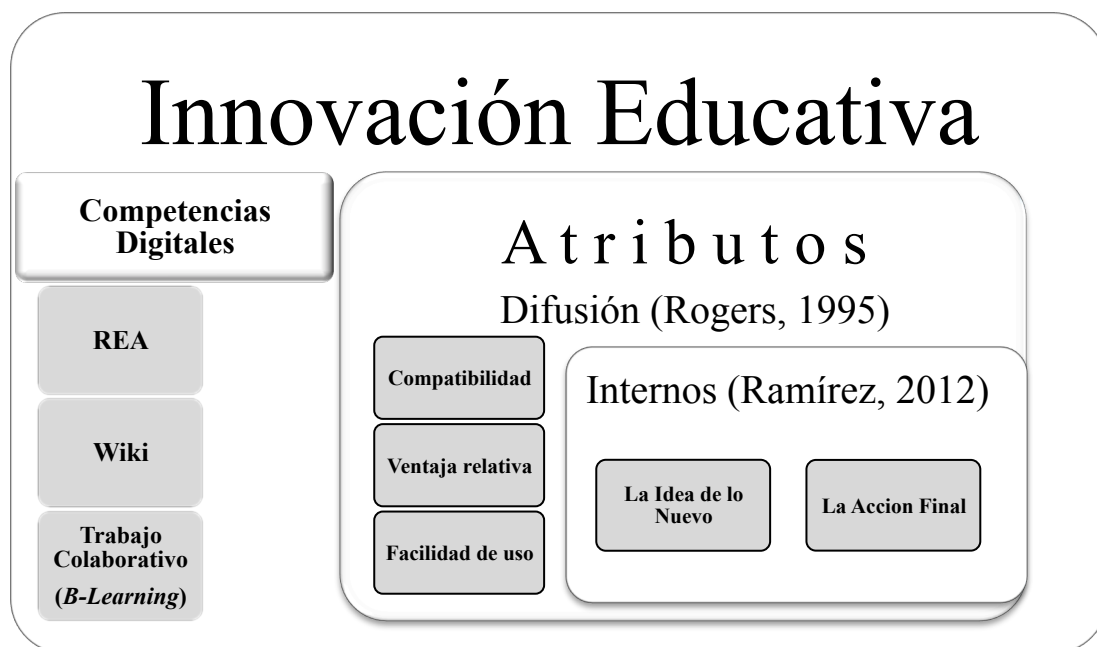 Innovación Educativa
Competencias
Digitales
REA
Wiki
Trabajo
Colaborativo
(B-Learning)
Atributos
Difusión (Rogers, 1995)
Compatibilidad
Ventaja relativa
Facilidad de uso
Internos (Ramírez, 2012)
La Idea de lo
Nuevo
La Accion Final